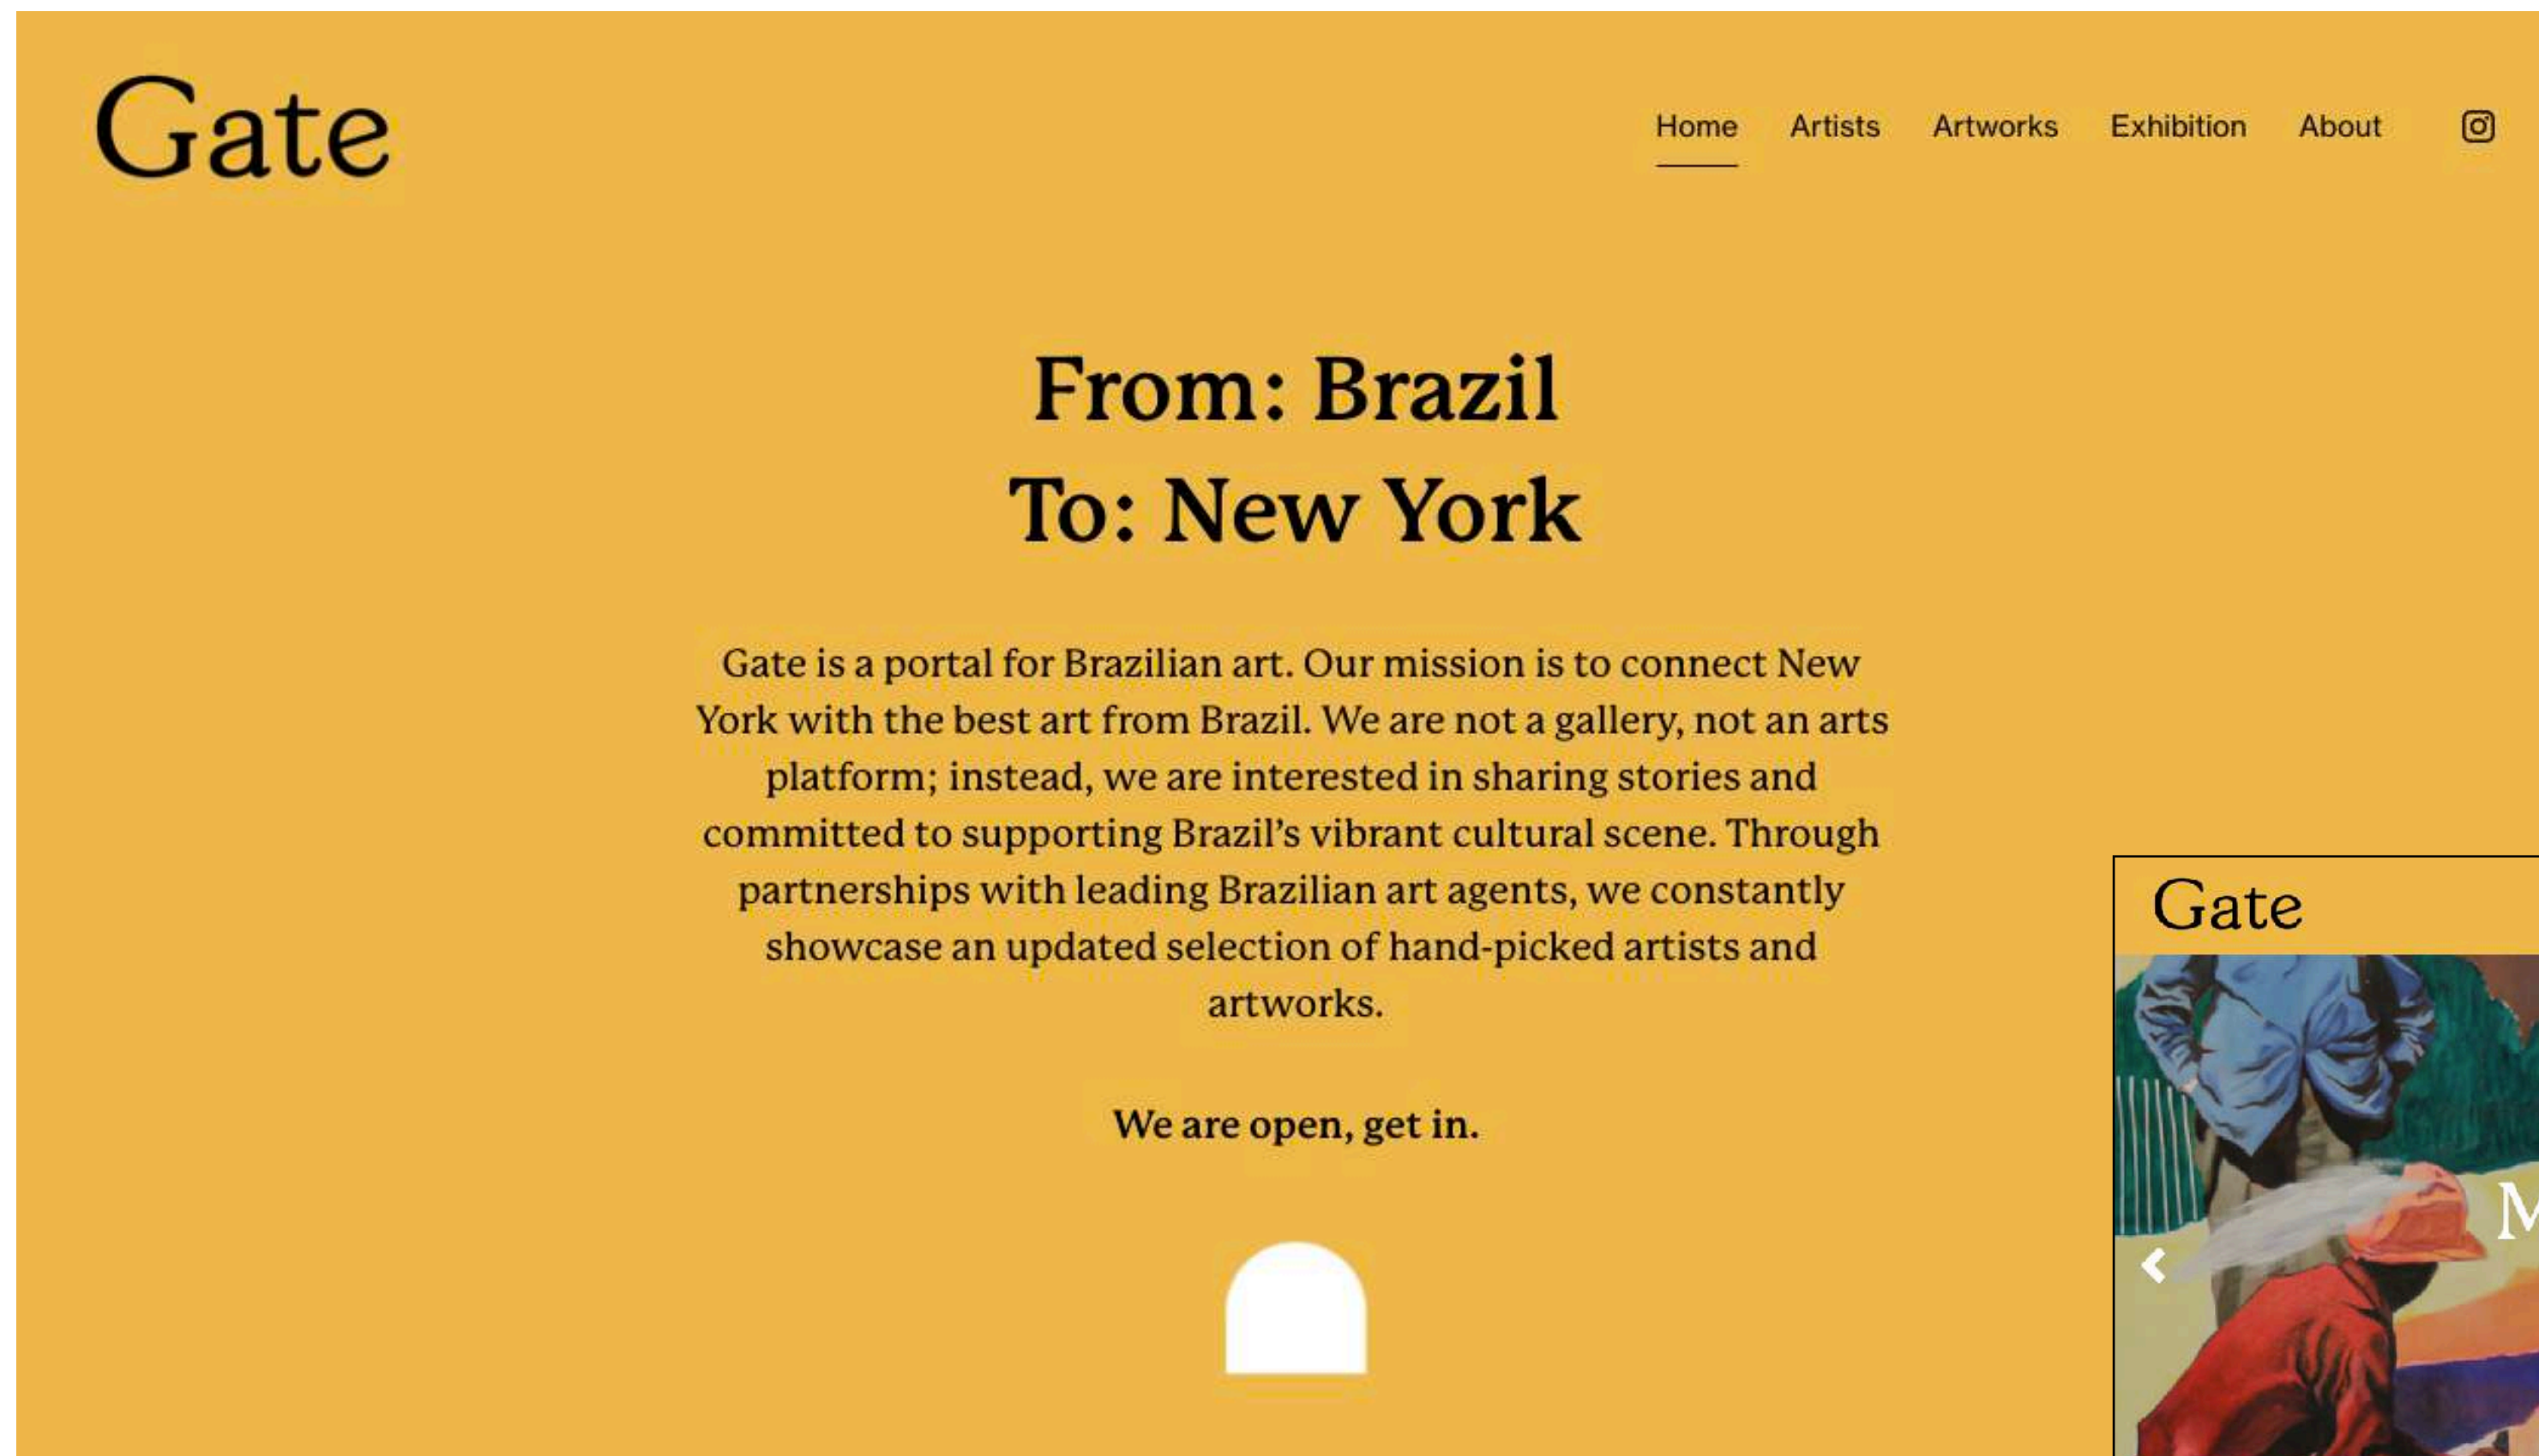 Gate
Home Artists Artworks Exhibition About
From: Brazil
To: New York
Gate is a portal for Brazilian art. Our mission is to connect New
York with the best art from Brazil. We are not a gallery, not an arts
platform; instead, we are interested in sharing stories and
committed to supporting Brazil’s vibrant cultural scene. Through
partnerships with leading Brazilian art agents, we constantly
showcase an updated selection of hand-picked artists and
artworks.
We are open, get in.
Gate